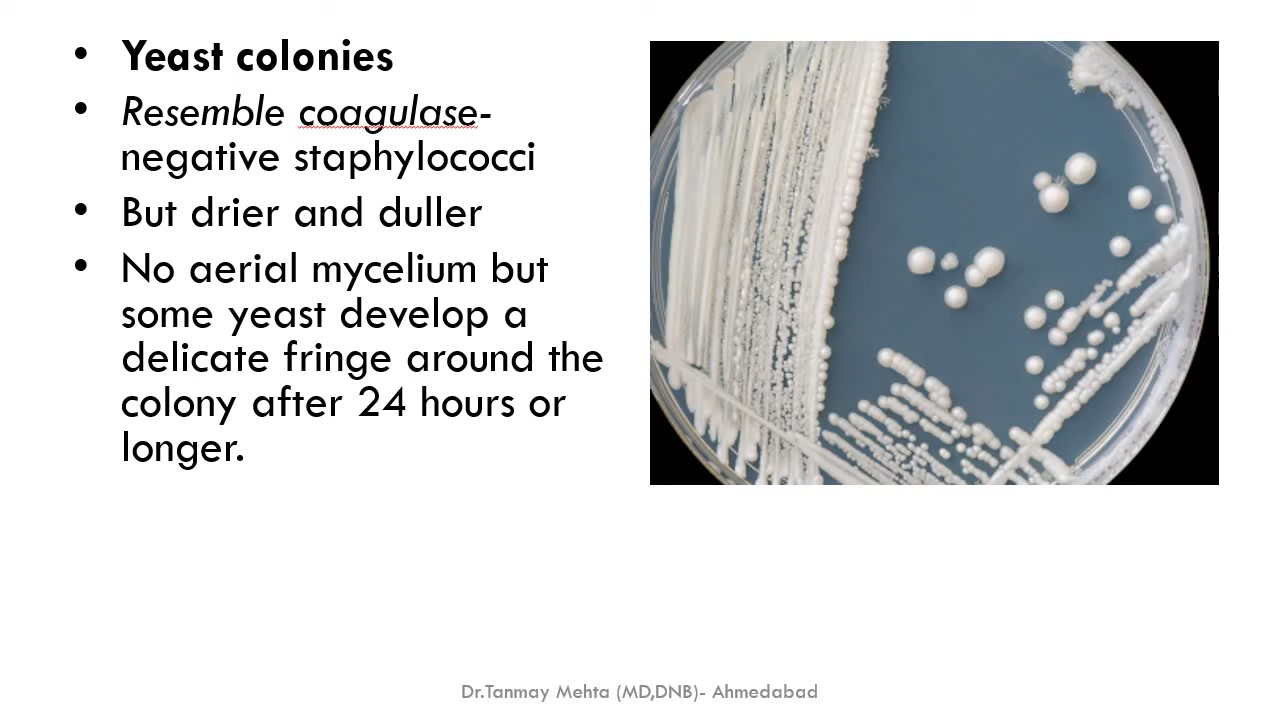 • Yeast colonies
• Resemble coagulase-
negative staphylococci
• But drier and duller
• No aerial mycelium but
some yeast develop a
delicate fringe around the
colony after 24 hours or
longer.
Dr.Tanmay Mehta (MD,DNB)- Ahmedabad